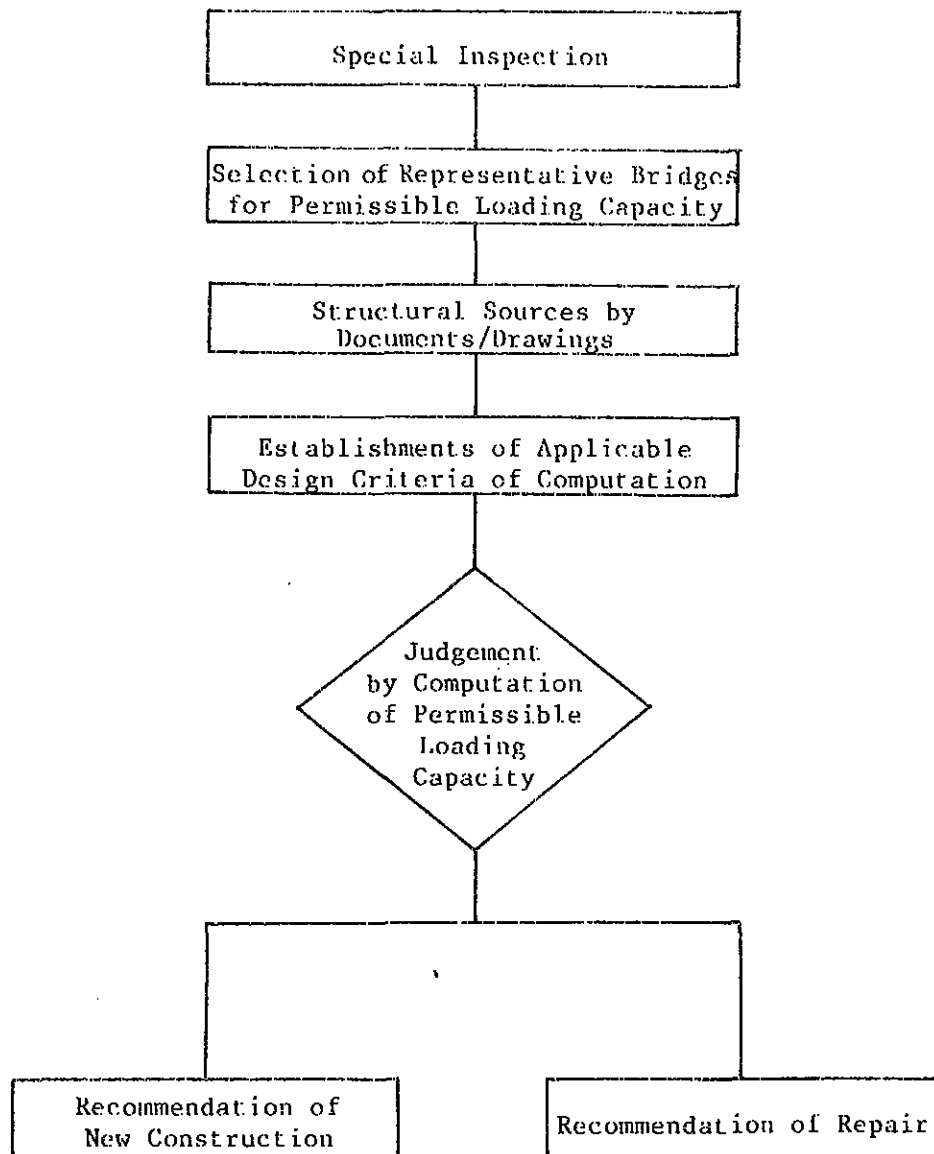 Special Inspection
Selection of Representative Bridges
for Permissible Loading Capacity
Structural Sources by
Documents/Drawings
Establishments of Applicable
Design Criteria of Computation
Judgement
by Computation
of Permissible
Loading
Capacity
Recommendation of
New Construction
Recommendation of Repair